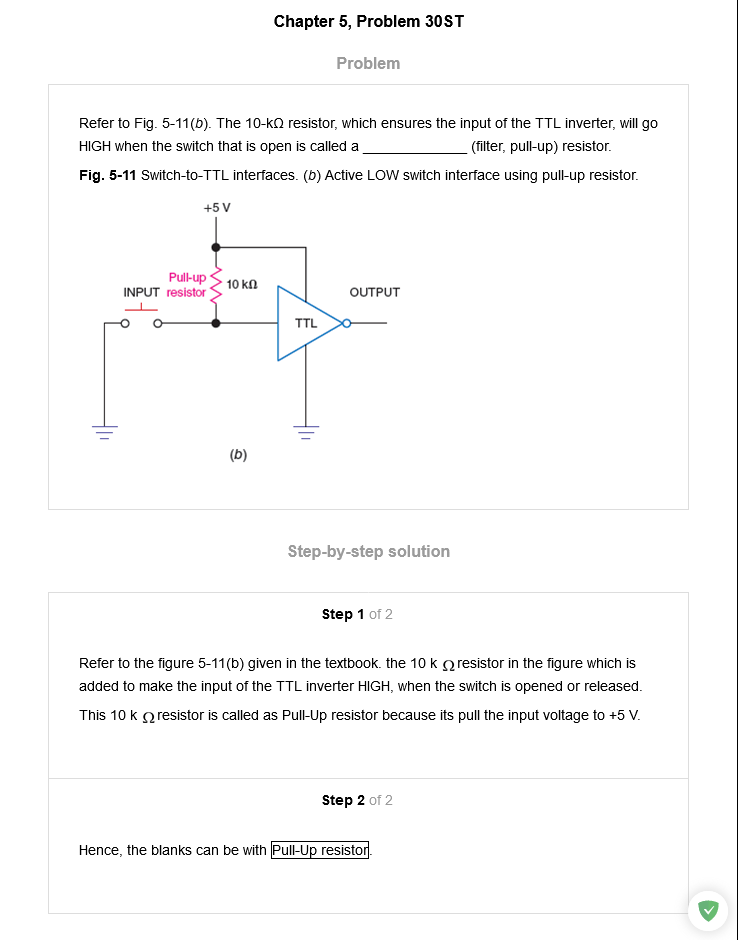 Chapter 5, Problem 30ST
Problem
Refer to Fig. 5-11(b). The 10-kΩ resistor, which ensures the input of the TTL inverter, will go
HIGH when the switch that is open is called a ______________ (filter, pull-up) resistor.
Fig. 5-11 Switch-to-TTL interfaces. (b) Active LOW switch interface using pull-up resistor.
+5 V
Pull-up
10 kΩ
INPUT resistor
OUTPUT
TTL
(b)
Step-by-step solution
Step 1 of 2
Refer to the figure 5-11(b) given in the textbook. the 10 k Ω resistor in the figure which is
added to make the input of the TTL inverter HIGH, when the switch is opened or released.
This 10 k Ω resistor is called as Pull-Up resistor because its pull the input voltage to +5 V.
Step 2 of 2
Hence, the blanks can be with Pull-Up resistor.